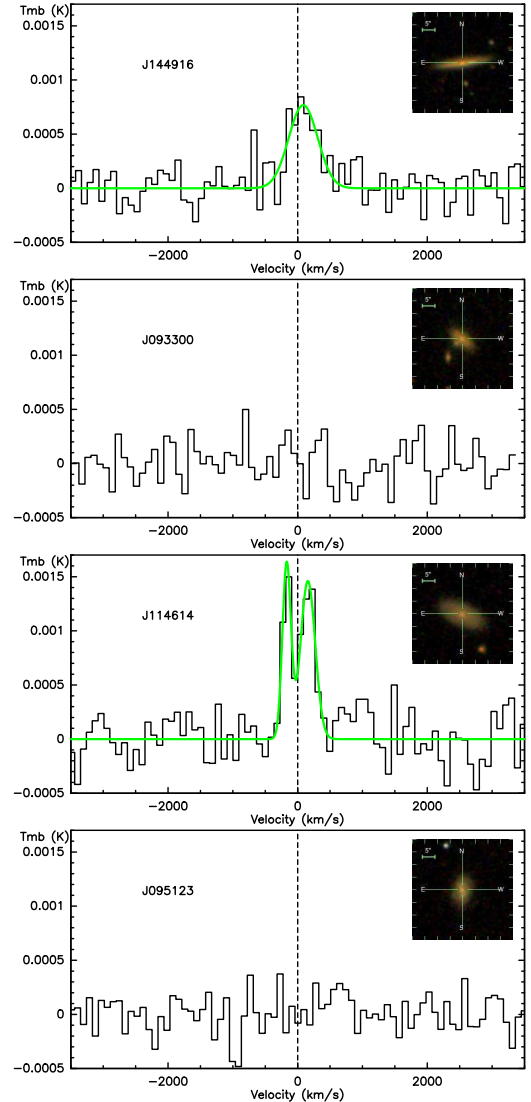 Tmb (K)
0.0015
0.001
0.0005
0
−0.0005
J144916
5"
N
E
W
S
−2000
0
2000
Velocity (km/s)
Tmb (K)
0.0015
0.001
0.0005
0
−0.0005
J093300
5"
N
E
W
S
−2000
0
2000
Velocity (km/s)
Tmb (K)
0.0015
0.001
0.0005
0
−0.0005
J114614
5"
N
E
W
S
−2000
0
2000
Velocity (km/s)
Tmb (K)
0.0015
0.001
0.0005
0
−0.0005
J095123
5"
N
E
W
S
−2000
0
2000
Velocity (km/s)